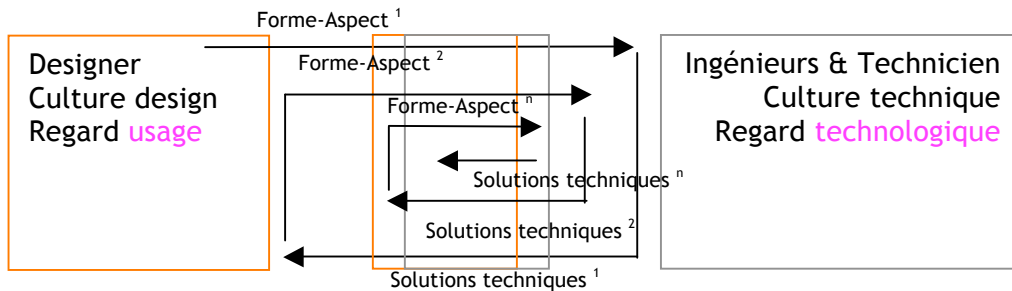 Forme-Aspect 1
Designer
Culture design
Regard usage
Forme-Aspect 2
Forme-Aspect n
Ingénieurs & Technicien
Culture technique
Regard technologique
Solutions techniques n
Solutions techniques 2
Solutions techniques 1